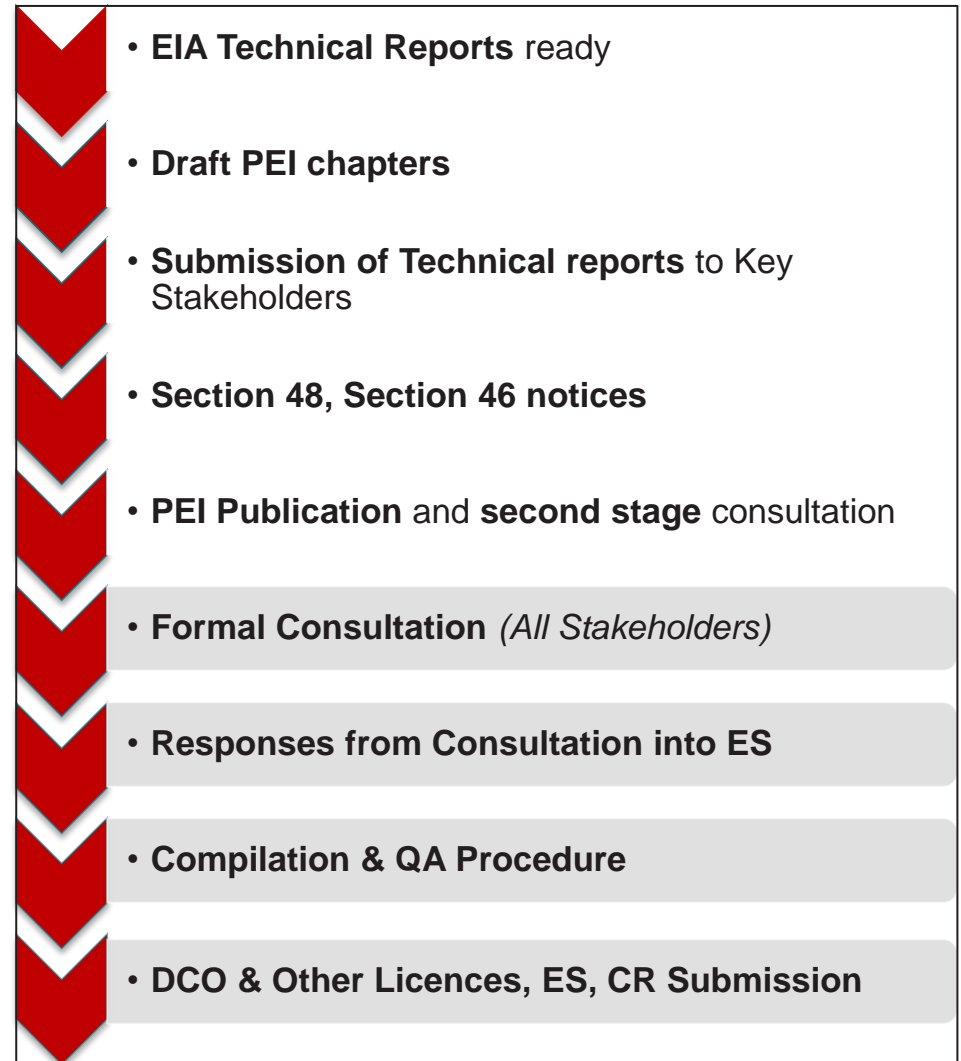 • EIA Technical Reports ready
• Draft PEI chapters
• Submission of Technical reports to Key
Stakeholders
• Section 48, Section 46 notices
• PEI Publication and second stage consultation
• Formal Consultation (All Stakeholders)
• Responses from Consultation into ES
• Compilation & QA Procedure
• DCO & Other Licences, ES, CR Submission